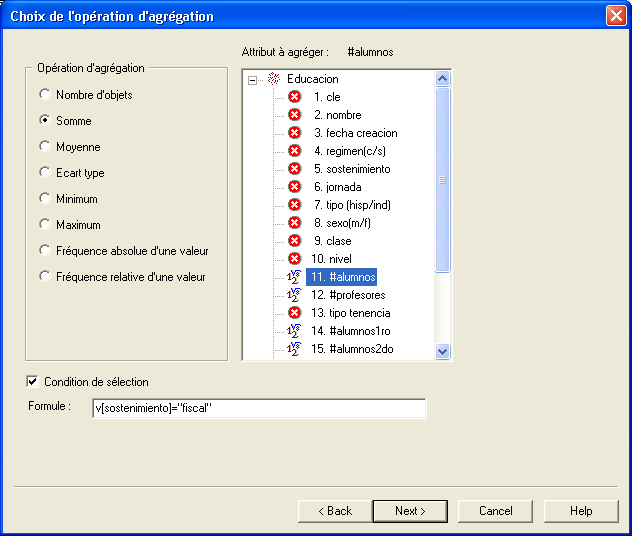 Choix de l'opération d'agrégation
Attribut à agréger : #alumnos
Opération d'agrégation
Nombre d'objets
Somme
Moyenne
Ecart type
Minimum
Maximum
Fréquence absolue d'une valeur
Fréquence relative d'une valeur
Educacion
1. cle
2. nombre
3. fecha creacion
4. regimen(c/s)
5. sostenimiento
6. jornada
7. tipo (hisp/ind)
8. sexo(m/f)
9. clase
10. nivel
11. #alumnos
12. #profesores
13. tipo tenencia
14. #alumnos1ro
15. #alumnos2do
Condition de sélection
Formule : v[sostenimiento]="fiscal"
< Back Next > Cancel Help